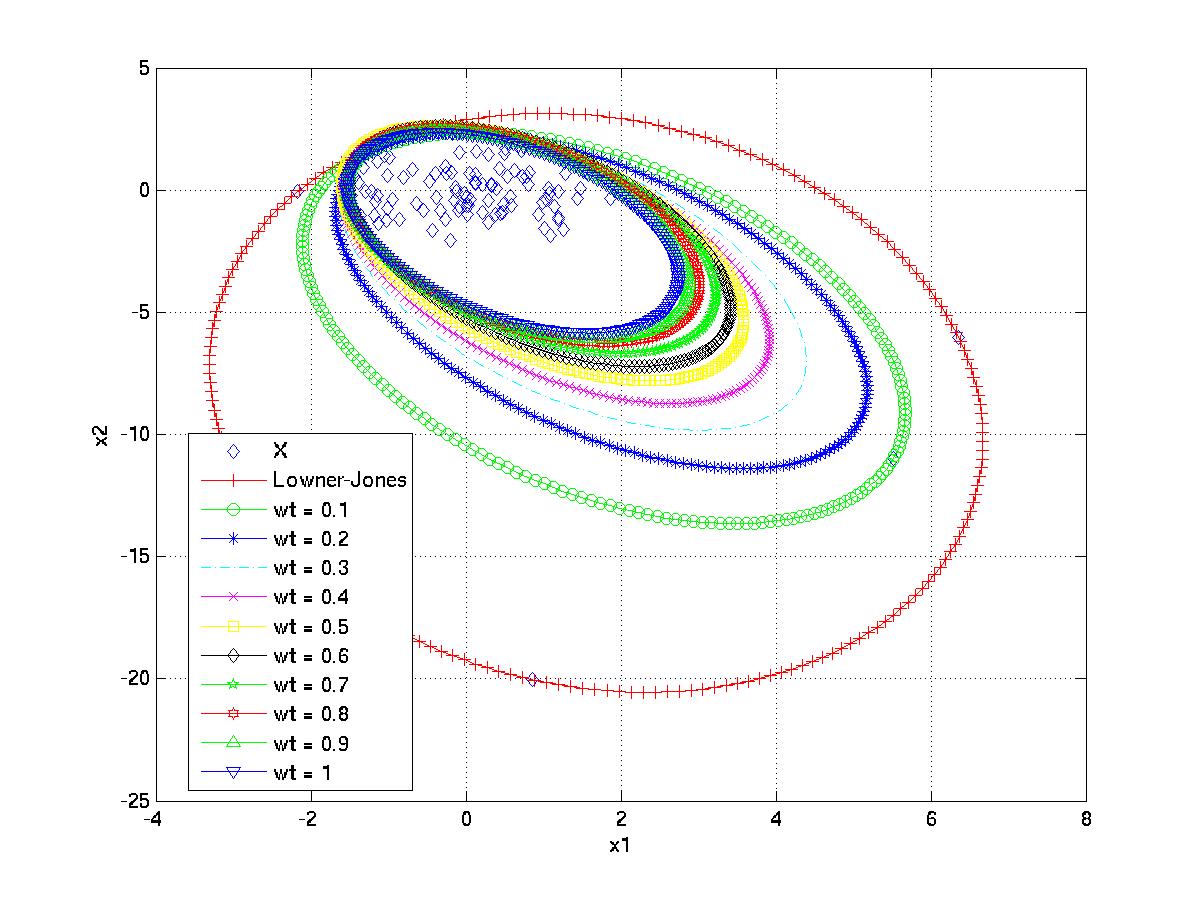 5
0
-5
-10
x2
X
Lowner-Jones
wt = 0.1
wt = 0.2
wt = 0.3
wt = 0.4
wt = 0.5
wt = 0.6
wt = 0.7
wt = 0.8
wt = 0.9
wt = 1
-15
-20
-25
-4
-2
0
2
4
6
8
x1